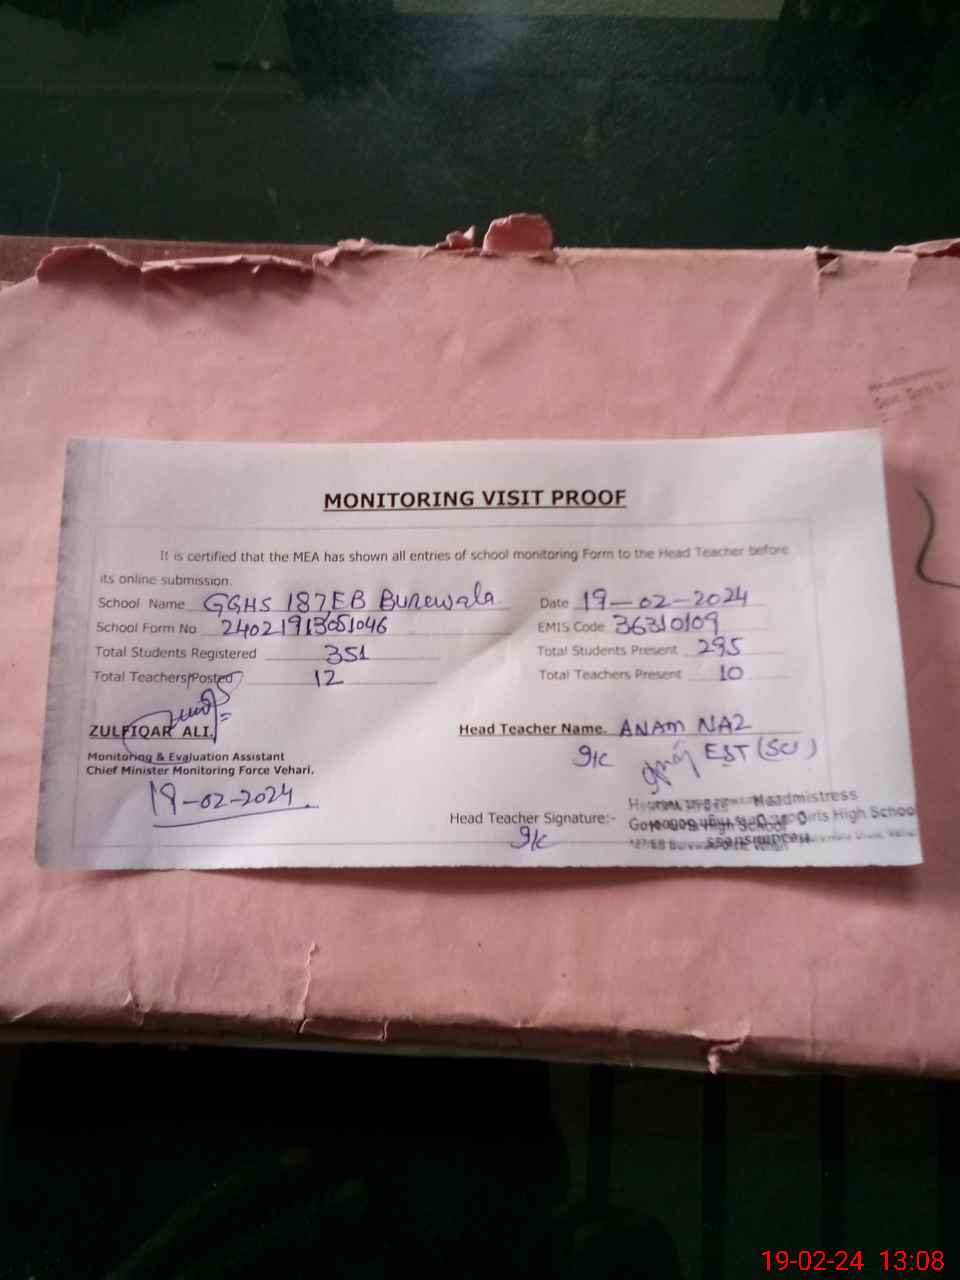 MONITORING VISIT PROOF
It is certified that the MEA has shown all entries of school monitoring Form to the Head Teacher before
its online submission.
School Name GGHS 187,EB Burewala. Date 19-02-2024
School Form No 24021913051046 EMIS Code 36310109
Total Students Registered 351 Total Students Present 295
Total Teachers Posted 12 Total Teachers Present 10
ZULFIQAR ALI. Head Teacher Name. ANAM NAZ
Monitoring & Evaluation Assistant I/C EST (Sci)
Chief Minister Monitoring Force Vehari.
19-02-2024
Headmistress
Head Teacher Signature:- Girls High School
I/C
19-02-24 13:08